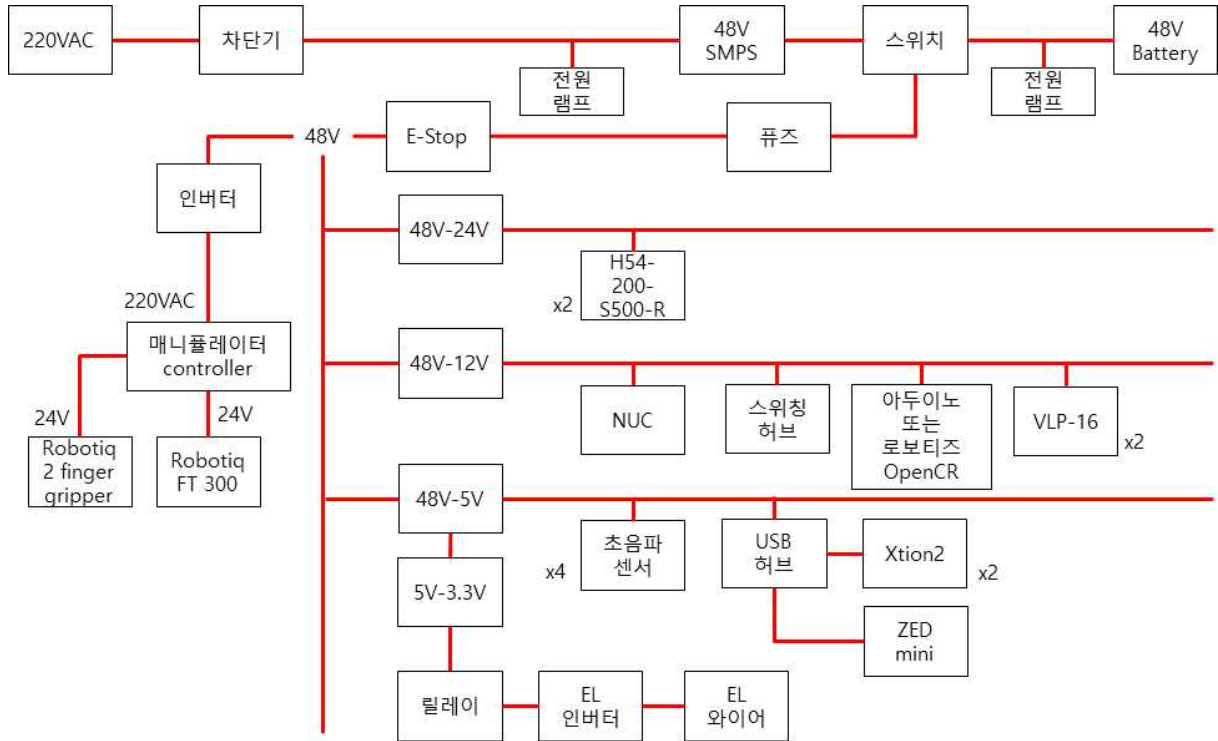 220VAC
차단기
전원
램프
48V
SMPS
스위치
전원
램프
48V
Battery
48V
E-Stop
퓨즈
인버터
48V-24V
H54-
200-
S500-R
x2
220VAC
매니퓰레이터
controller
24V
24V
Robotiq
2 finger
gripper
Robotiq
FT 300
48V-12V
NUC
스위칭
허브
아두이노
또는
로보티즈
OpenCR
VLP-16
x2
48V-5V
초음파
센서
x4
USB
허브
Xtion2
x2
5V-3.3V
ZED
mini
릴레이
EL
인버터
EL
와이어